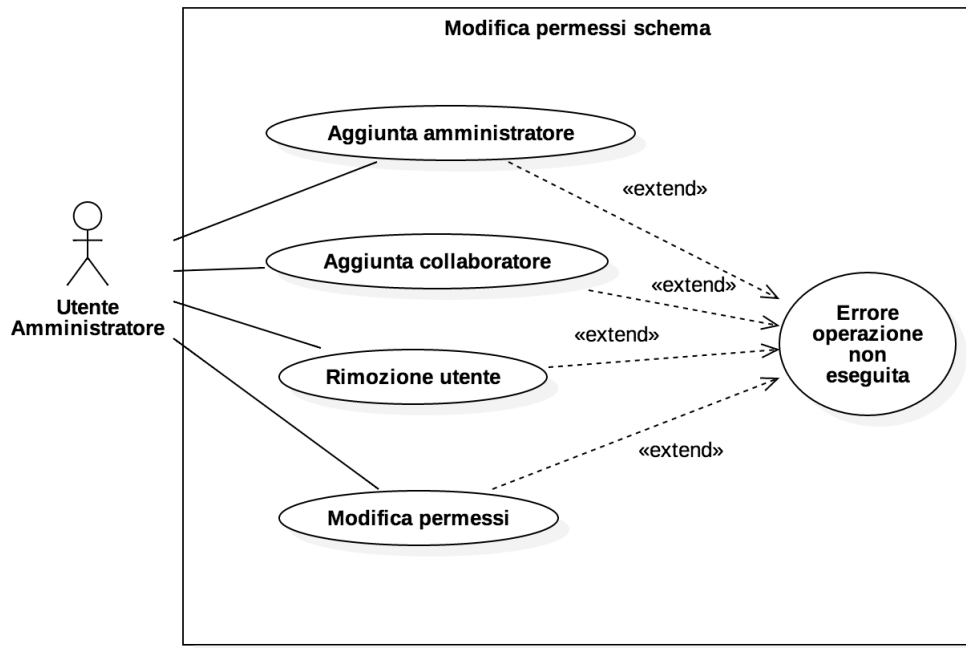 Modifica permessi schema
Aggiunta amministratore
«extend»
Aggiunta collaboratore
«extend»
Utente
Amministratore
Errore
operazione
non
eseguita
«extend»
Rimozione utente
«extend»
Modifica permessi